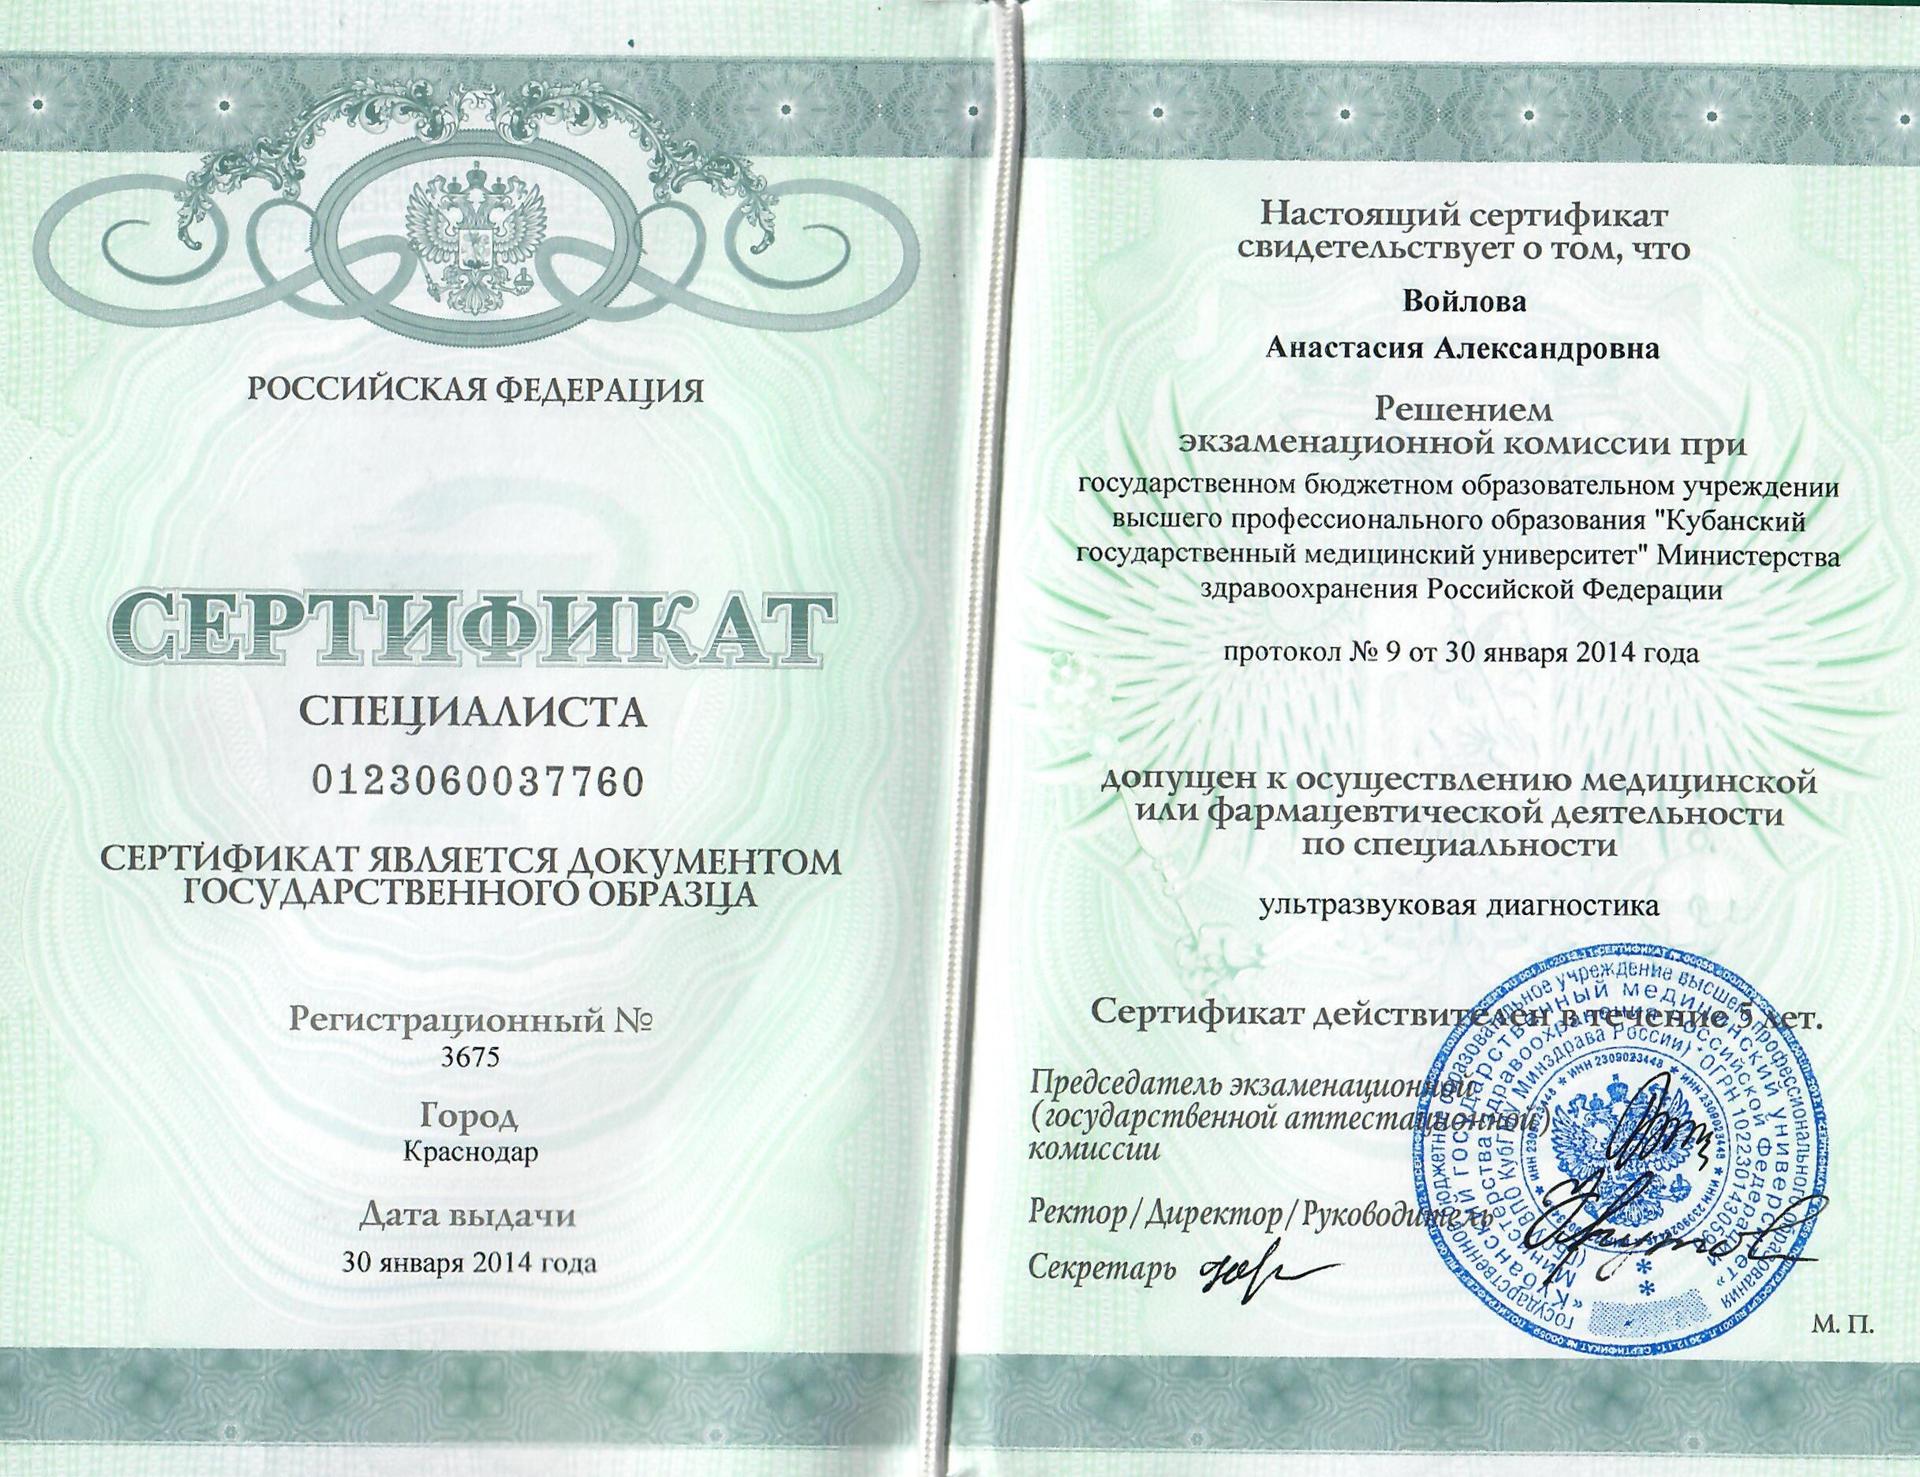 РОССИЙСКАЯ ФЕДЕРАЦИЯ
СЕРТИФИКАТ
СПЕЦИАЛИСТА
0123060037760
СЕРТИФИКАТ ЯВЛЯЕТСЯ ДОКУМЕНТОМ
ГОСУДАРСТВЕННОГО ОБРАЗЦА
Регистрационный №
3675
Город
Краснодар
Дата выдачи
30 января 2014 года
Настоящий сертификат
свидетельствует о том, что
Войлова
Анастасия Александровна
Решением
экзаменационной комиссии при
государственном бюджетном образовательном учреждении
высшего профессионального образования "Кубанский
государственный медицинский университет" Министерства
здравоохранения Российской Федерации
протокол № 9 от 30 января 2014 года
допущен к осуществлению медицинской
или фармацевтической деятельности
по специальности
ультразвуковая диагностика
Сертификат действителен в течение 5 лет.
Председатель экзаменационной
(государственной аттестационной)
комиссии
Ректор/Директор/Руководитель
Секретарь
М. П.